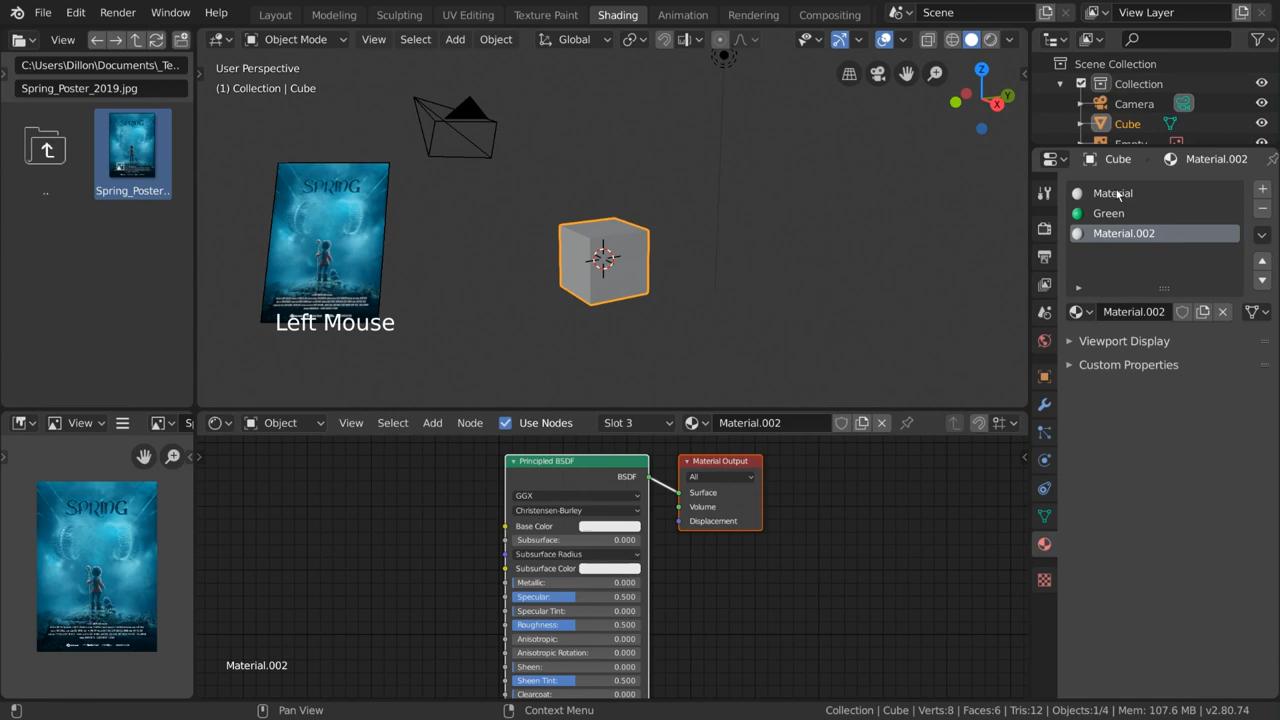 File Edit Render Window Help Layout Modeling Sculpting UV Editing Texture Paint Shading Animation Rendering Compositing Scene View Layer
View
C:\Users\Dillon\Documents\_Te..
Spring_Poster_2019.jpg
..
Spring_Poster..
Object Mode View Select Add Object Global
User Perspective
(1) Collection | Cube
Z
Y
X
SPRING
Left Mouse
Scene Collection
Collection
Camera
Cube
Cube Material.002
Material
Green
Material.002
Material.002
Viewport Display
Custom Properties
View
SPRING
Object View Select Add Node Use Nodes Slot 3 Material.002
Principled BSDF
BSDF
GGX
Christensen-Burley
Base Color
Subsurface: 0.000
Subsurface Radius
Subsurface Color
Metallic: 0.000
Specular: 0.500
Specular Tint: 0.000
Roughness: 0.500
Anisotropic: 0.000
Anisotropic Rotation: 0.000
Sheen: 0.000
Sheen Tint: 0.500
Clearcoat: 0.000
Material Output
All
Surface
Volume
Displacement
Material.002
Pan View
Context Menu
Collection | Cube | Verts:8 | Faces:6 | Tris:12 | Objects:1/4 | Mem: 107.6 MB | v2.80.74